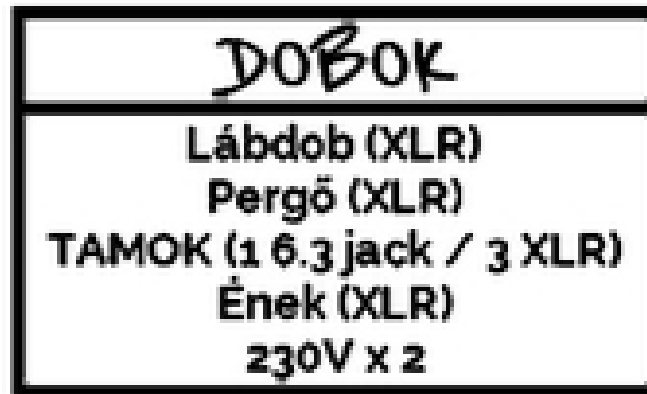 DOBOK
Lábdob (XLR)
Pergő (XLR)
TAMOK (1 6.3 jack / 3 XLR)
Ének (XLR)
230V x 2